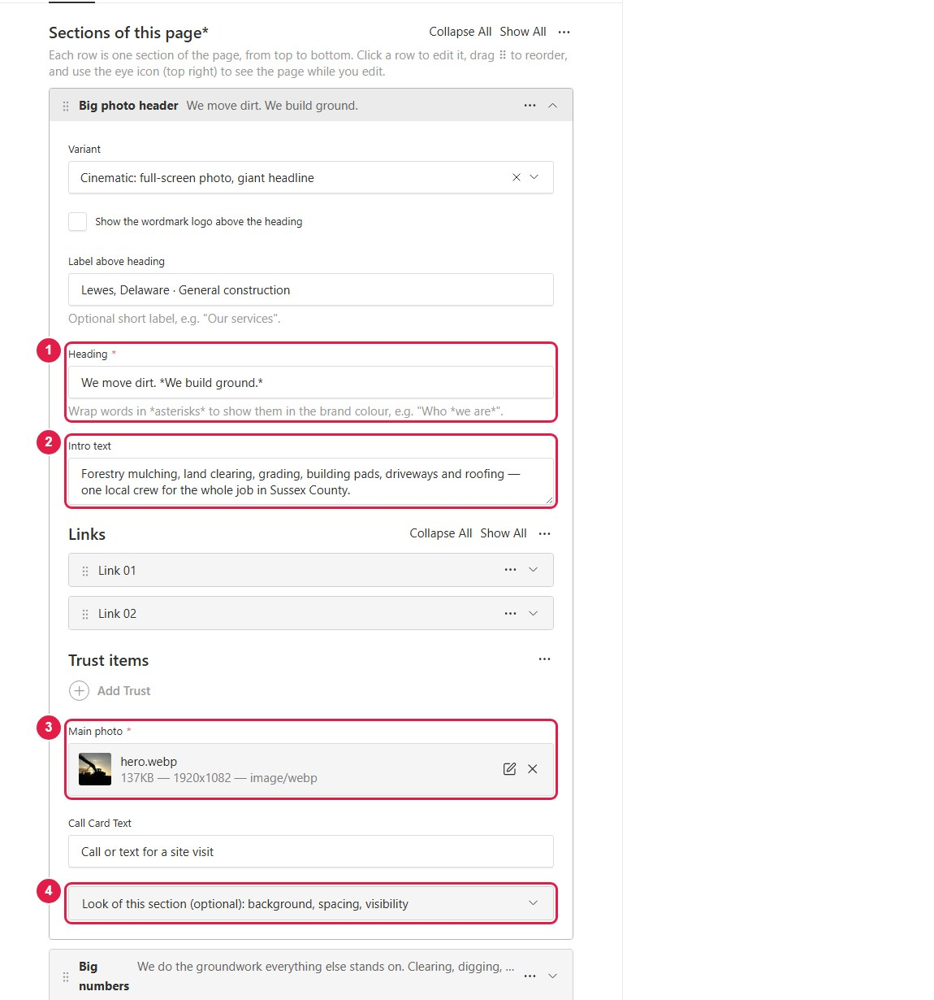 Sections of this page*
Collapse All Show All
Each row is one section of the page, from top to bottom. Click a row to edit it, drag ⠿ to reorder,
and use the eye icon (top right) to see the page while you edit.
Big photo header We move dirt. We build ground.
Variant
Cinematic: full-screen photo, giant headline
Show the wordmark logo above the heading
Label above heading
Lewes, Delaware · General construction
Optional short label, e.g. "Our services".
1
Heading *
We move dirt. *We build ground.*
Wrap words in *asterisks* to show them in the brand colour, e.g. "Who *we are*".
2
Intro text
Forestry mulching, land clearing, grading, building pads, driveways and roofing —
one local crew for the whole job in Sussex County.
Links
Collapse All Show All
Link 01
Link 02
Trust items
Add Trust
3
Main photo *
hero.webp
137KB — 1920x1082 — image/webp
Call Card Text
Call or text for a site visit
4
Look of this section (optional): background, spacing, visibility
Big numbers
We do the groundwork everything else stands on. Clearing, digging, ...